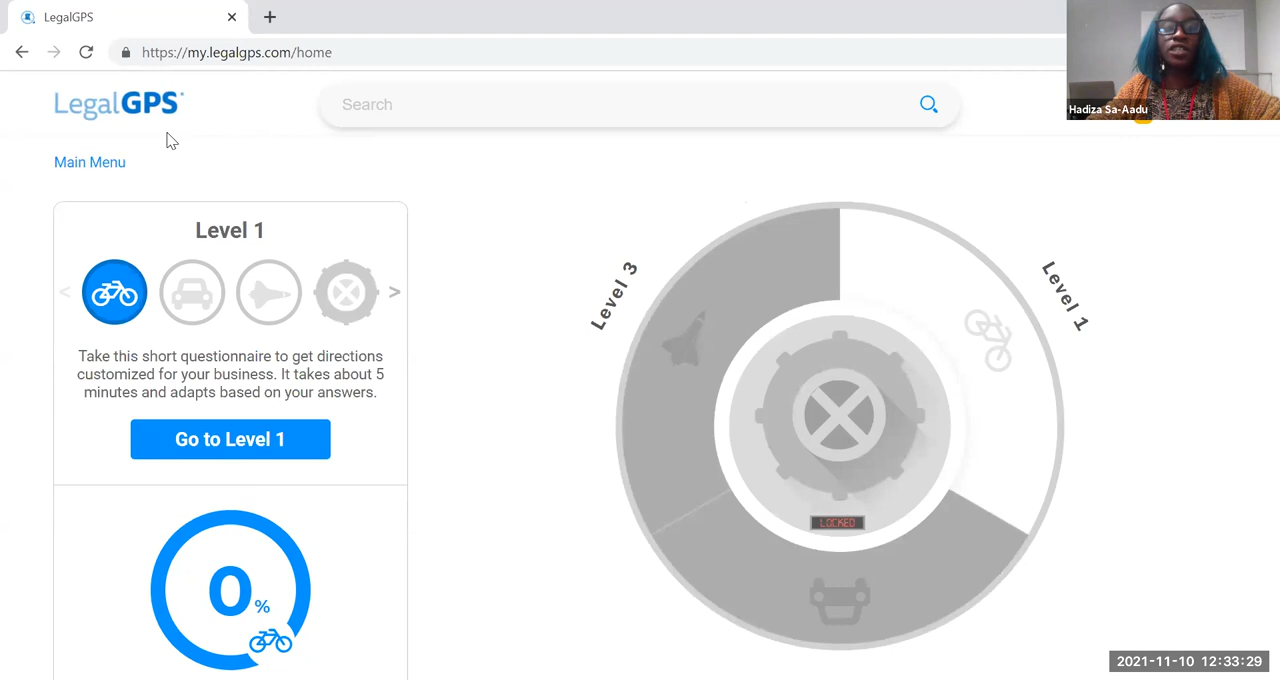 LegalGPS
https://my.legalgps.com/home
Hadiza Sa-Aadu
LegalGPS
Search
Main Menu
Level 1
Take this short questionnaire to get directions
customized for your business. It takes about 5
minutes and adapts based on your answers.
Go to Level 1
0%
Level 3
Level 1
LOCKED
2021-11-10 12:33:29